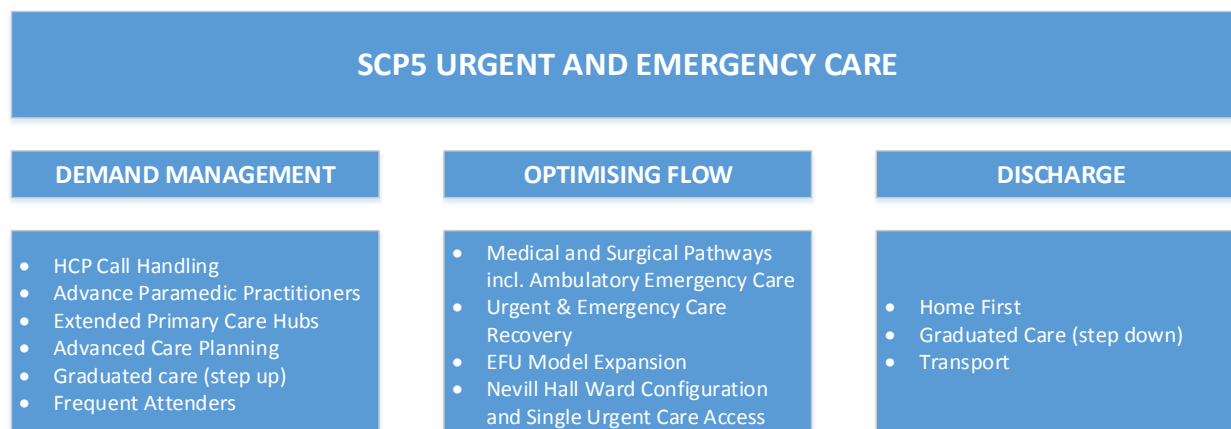 SCP5 URGENT AND EMERGENCY CARE
DEMAND MANAGEMENT
• HCP Call Handling
• Advance Paramedic Practitioners
• Extended Primary Care Hubs
• Advanced Care Planning
• Graduated care (step up)
• Frequent Attenders
OPTIMISING FLOW
• Medical and Surgical Pathways
incl. Ambulatory Emergency Care
• Urgent & Emergency Care
Recovery
• EFU Model Expansion
• Nevill Hall Ward Configuration
and Single Urgent Care Access
DISCHARGE
• Home First
• Graduated Care (step down)
• Transport